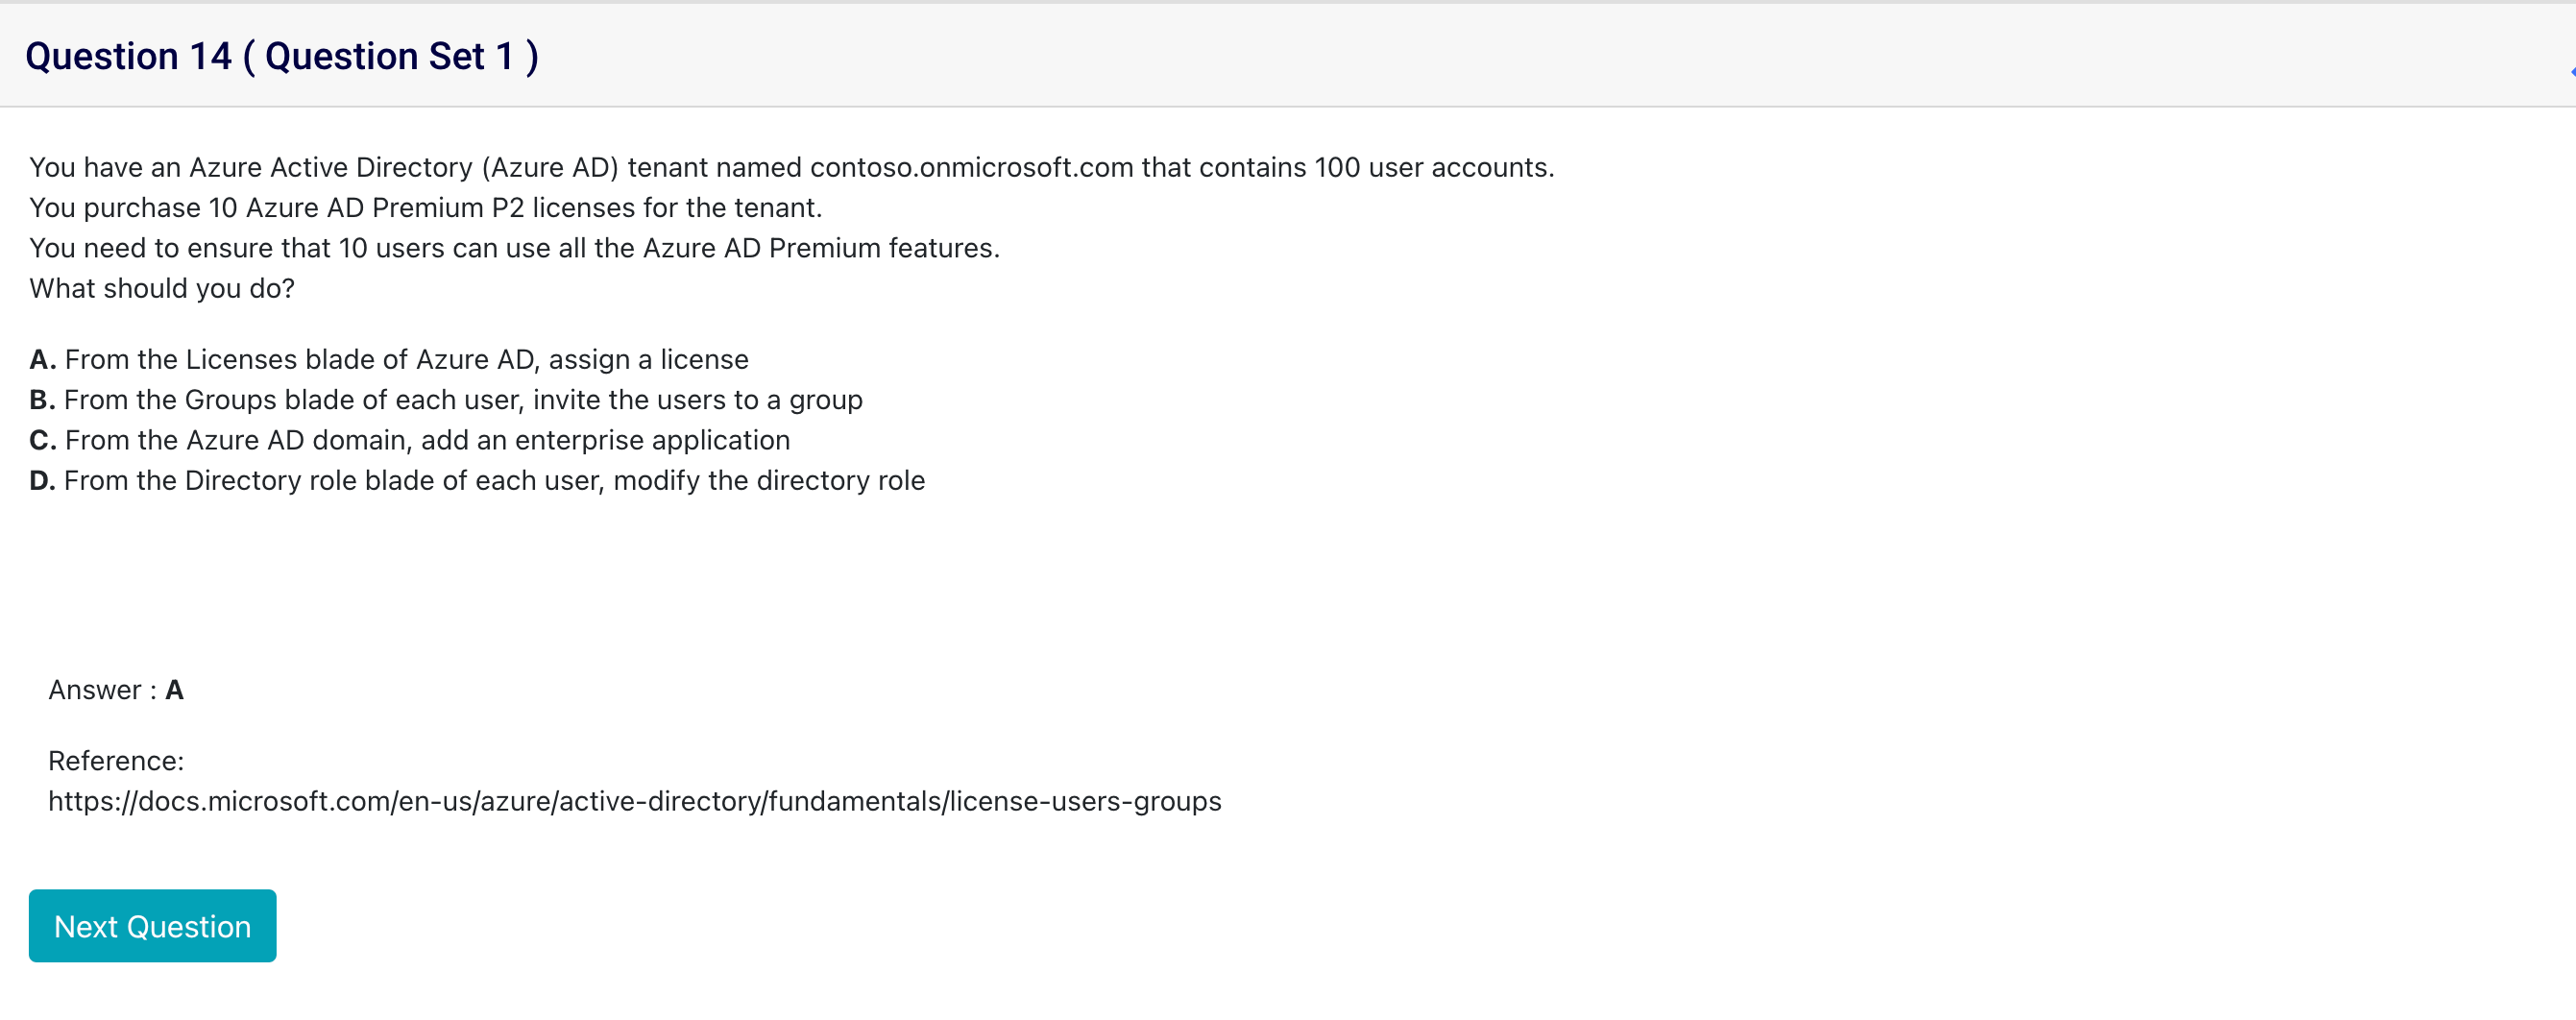 Question 14 ( Question Set 1 )
You have an Azure Active Directory (Azure AD) tenant named contoso.onmicrosoft.com that contains 100 user accounts.
You purchase 10 Azure AD Premium P2 licenses for the tenant.
You need to ensure that 10 users can use all the Azure AD Premium features.
What should you do?
A. From the Licenses blade of Azure AD, assign a license
B. From the Groups blade of each user, invite the users to a group
C. From the Azure AD domain, add an enterprise application
D. From the Directory role blade of each user, modify the directory role
Answer : A
Reference:
https://docs.microsoft.com/en-us/azure/active-directory/fundamentals/license-users-groups
Next Question